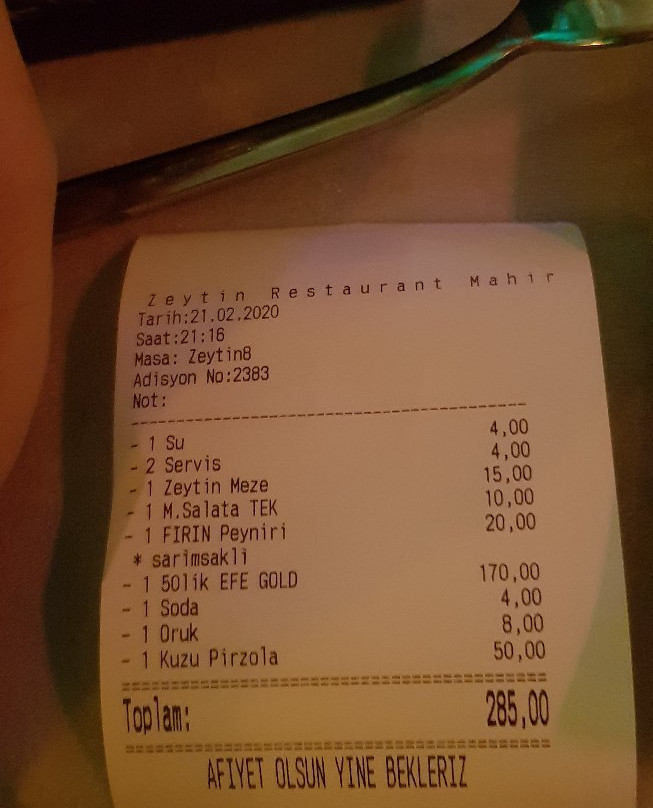 Zeytin Restaurant Mahir
Tarih:21.02.2020
Saat:21:16
Masa: Zeytin8
Adisyon No:2383
Not:
--------------------------------------------------
- 1 Su 4,00
- 2 Servis 4,00
- 1 Zeytin Meze 15,00
- 1 M.Salata TEK 10,00
- 1 FIRIN Peyniri 20,00
* sarimsakli
- 1 50lik EFE GOLD 170,00
- 1 Soda 4,00
- 1 Oruk 8,00
- 1 Kuzu Pirzola 50,00
==================================================
Toplam: 285,00
==================================================
AFIYET OLSUN YINE BEKLERIZ